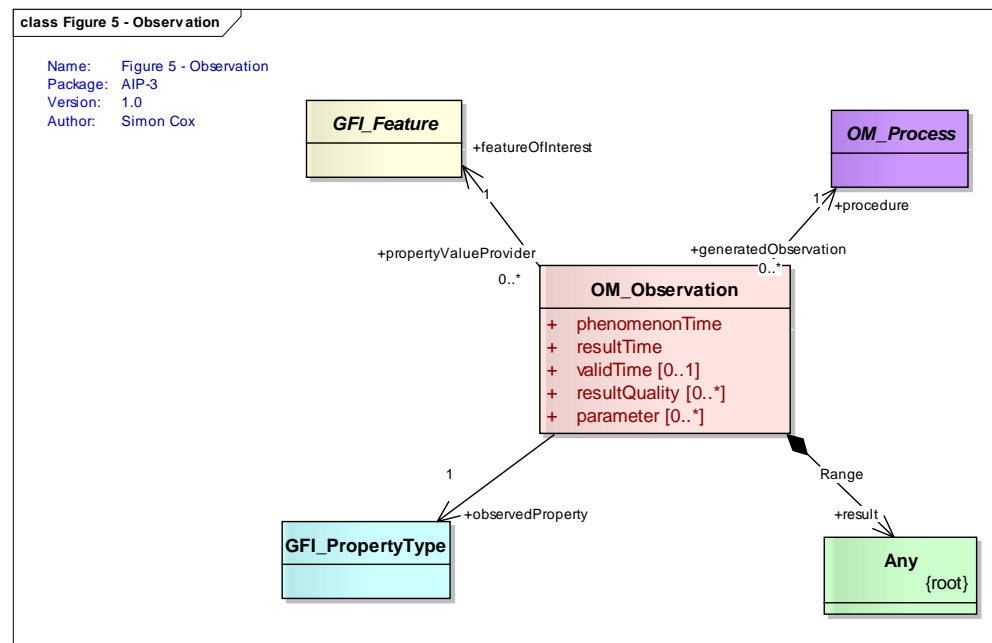 class Figure 5 - Observation
Name: Figure 5 - Observation
Package: AIP-3
Version: 1.0
Author: Simon Cox
GFI_Feature
OM_Process
+featureOfInterest
1
1
+procedure
+propertyValueProvider
0..*
+generatedObservation
0..*
OM_Observation
+ phenomenonTime
+ resultTime
+ validTime [0..1]
+ resultQuality [0..*]
+ parameter [0..*]
1
+observedProperty
Range
+result
GFI_PropertyType
Any
{root}